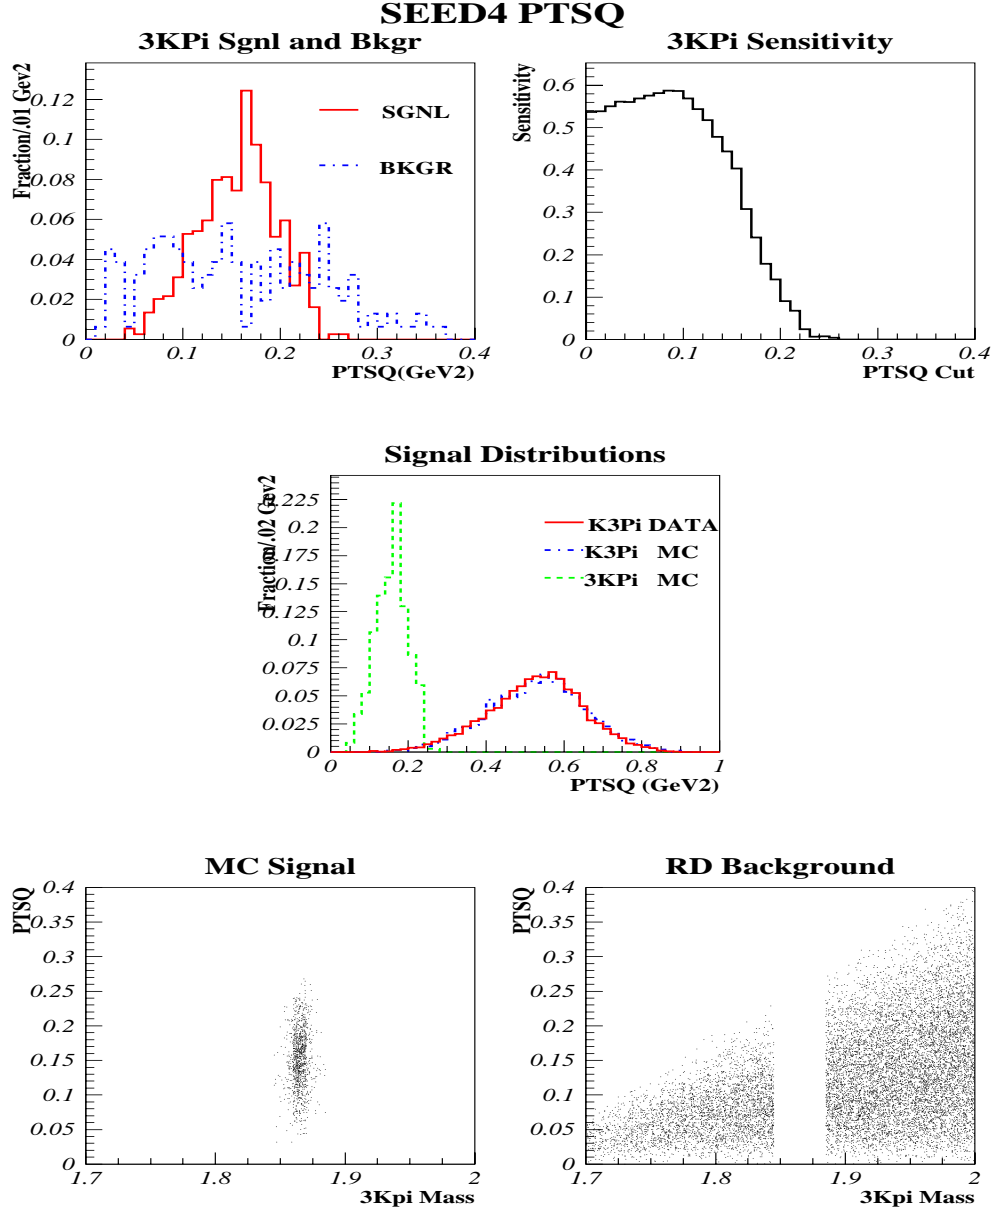 SEED4 PTSQ
3KPi Sgnl and Bkgr
Fraction/.01 Gev2
0.12
0.1
0.08
0.06
0.04
0.02
0
SGNL
BKGR
0 0.1 0.2 0.3 0.4
PTSQ(GeV2)
3KPi Sensitivity
Sensitivity
0.6
0.5
0.4
0.3
0.2
0.1
0
0 0.1 0.2 0.3 0.4
PTSQ Cut
Signal Distributions
Fraction/.02 Gev2
0.225
0.2
0.175
0.15
0.125
0.1
0.075
0.05
0.025
0
K3Pi DATA
K3Pi MC
3KPi MC
0 0.2 0.4 0.6 0.8 1
PTSQ (GeV2)
MC Signal
PTSQ
0.4
0.35
0.3
0.25
0.2
0.15
0.1
0.05
0
1.7 1.8 1.9 2
3Kpi Mass
RD Background
PTSQ
0.4
0.35
0.3
0.25
0.2
0.15
0.1
0.05
0
1.7 1.8 1.9 2
3Kpi Mass